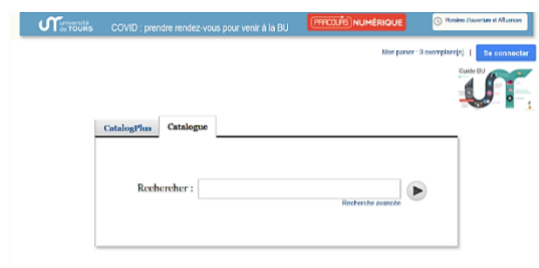 université
de TOURS
COVID : prendre rendez-vous pour venir à la BU
PARCOURS NUMÉRIQUE
Horaires d'ouverture et Affluences
Mon panier - 0 exemplaire(s) | Se connecter
Guide BU
CatalogPlus
Catalogue
Rechercher :
Recherche avancée